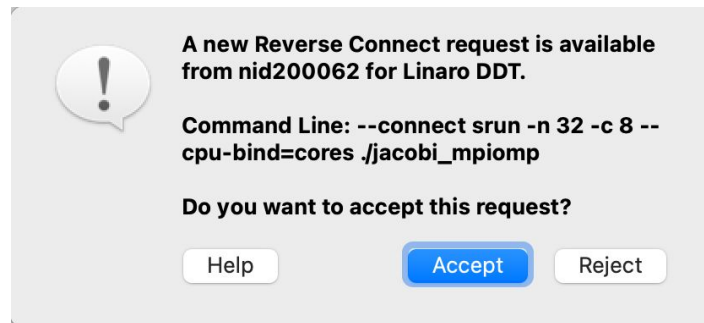 A new Reverse Connect request is available
from nid200062 for Linaro DDT.
Command Line: --connect srun -n 32 -c 8 --
cpu-bind=cores ./jacobi_mpiomp
Do you want to accept this request?
Help Accept Reject